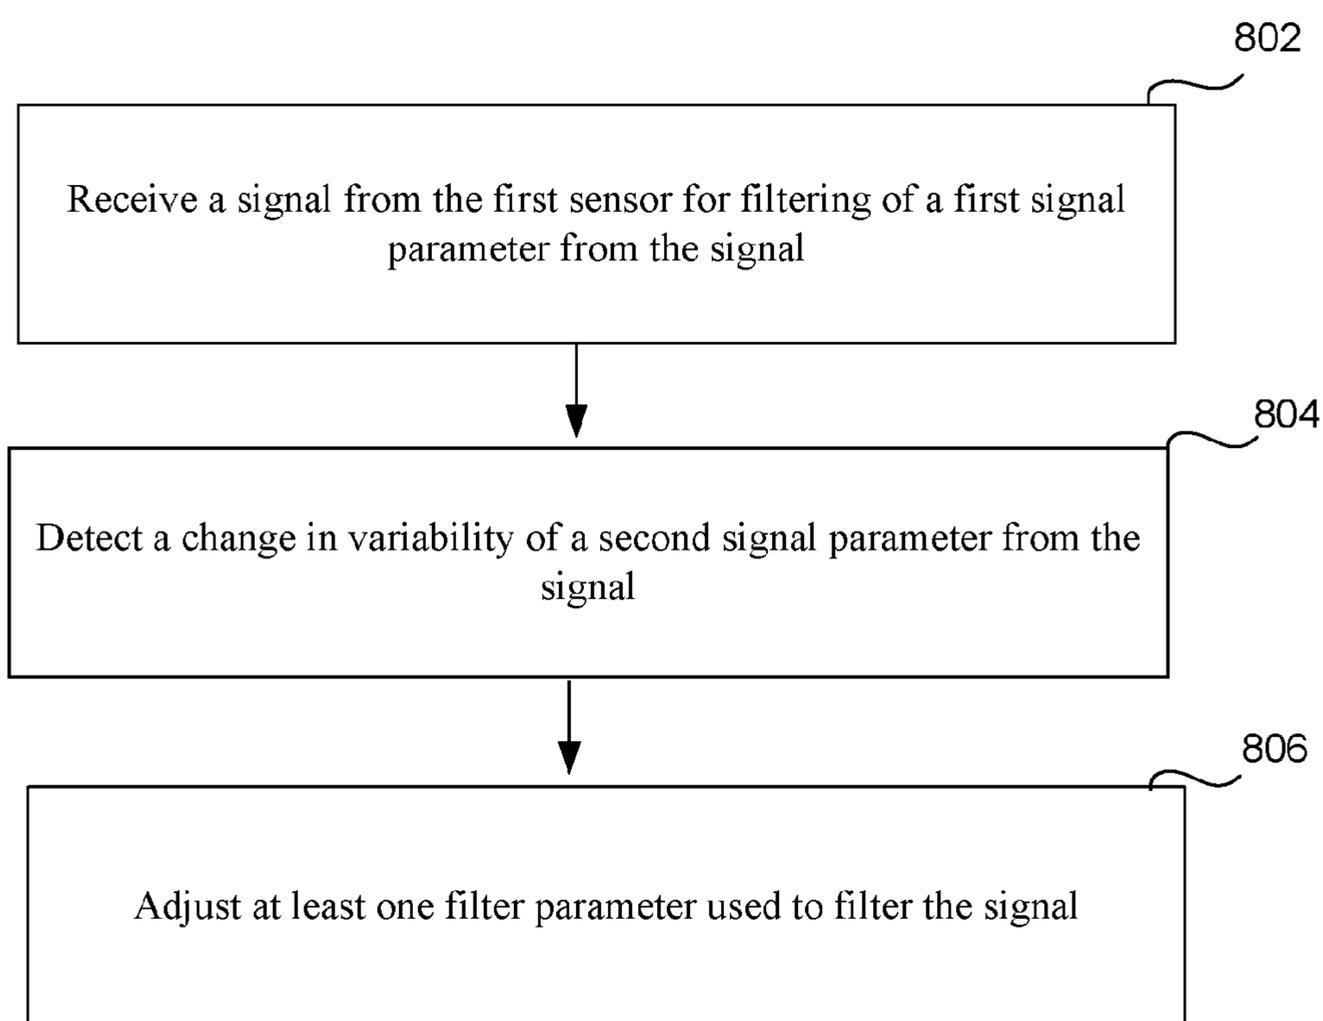 802
Receive a signal from the first sensor for filtering of a first signal
parameter from the signal
804
Detect a change in variability of a second signal parameter from the
signal
806
Adjust at least one filter parameter used to filter the signal